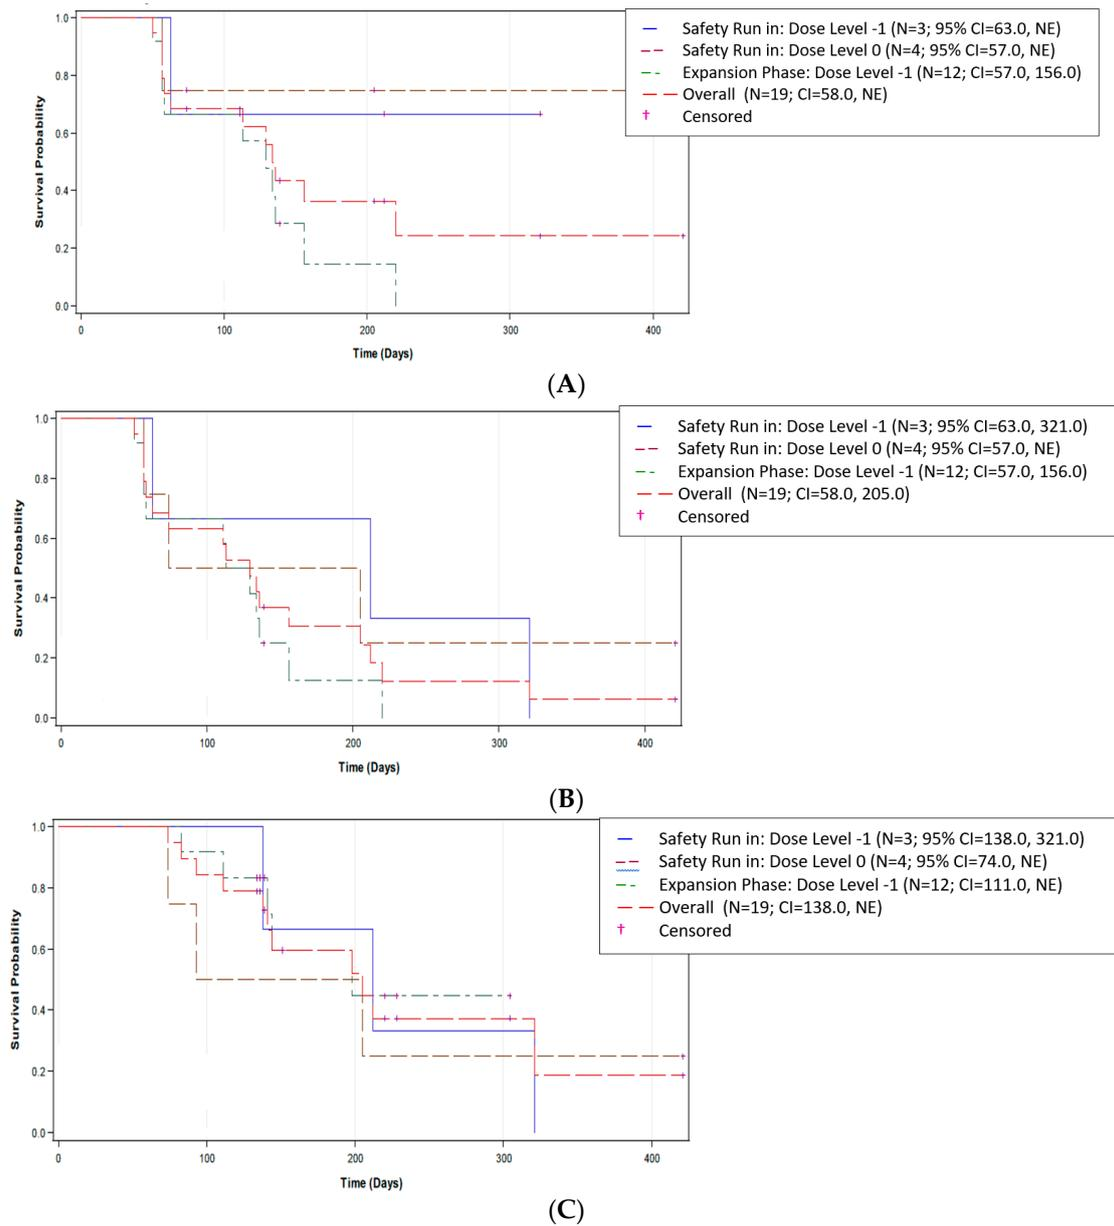 Safety Run in: Dose Level -1 (N=3; 95% CI=63.0, NE)
Safety Run in: Dose Level 0 (N=4; 95% CI=57.0, NE)
Expansion Phase: Dose Level -1 (N=12; CI=57.0, 156.0)
Overall (N=19; CI=58.0, NE)
† Censored
Survival Probability
1.0
0.8
0.6
0.4
0.2
0.0
0 100 200 300 400
Time (Days)
(A)
Safety Run in: Dose Level -1 (N=3; 95% CI=63.0, 321.0)
Safety Run in: Dose Level 0 (N=4; 95% CI=57.0, NE)
Expansion Phase: Dose Level -1 (N=12; CI=57.0, 156.0)
Overall (N=19; CI=58.0, 205.0)
† Censored
Survival Probability
1.0
0.8
0.6
0.4
0.2
0.0
0 100 200 300 400
Time (Days)
(B)
Safety Run in: Dose Level -1 (N=3; 95% CI=138.0, 321.0)
Safety Run in: Dose Level 0 (N=4; 95% CI=74.0, NE)
Expansion Phase: Dose Level -1 (N=12; CI=111.0, NE)
Overall (N=19; CI=138.0, NE)
† Censored
Survival Probability
1.0
0.8
0.6
0.4
0.2
0.0
0 100 200 300 400
Time (Days)
(C)